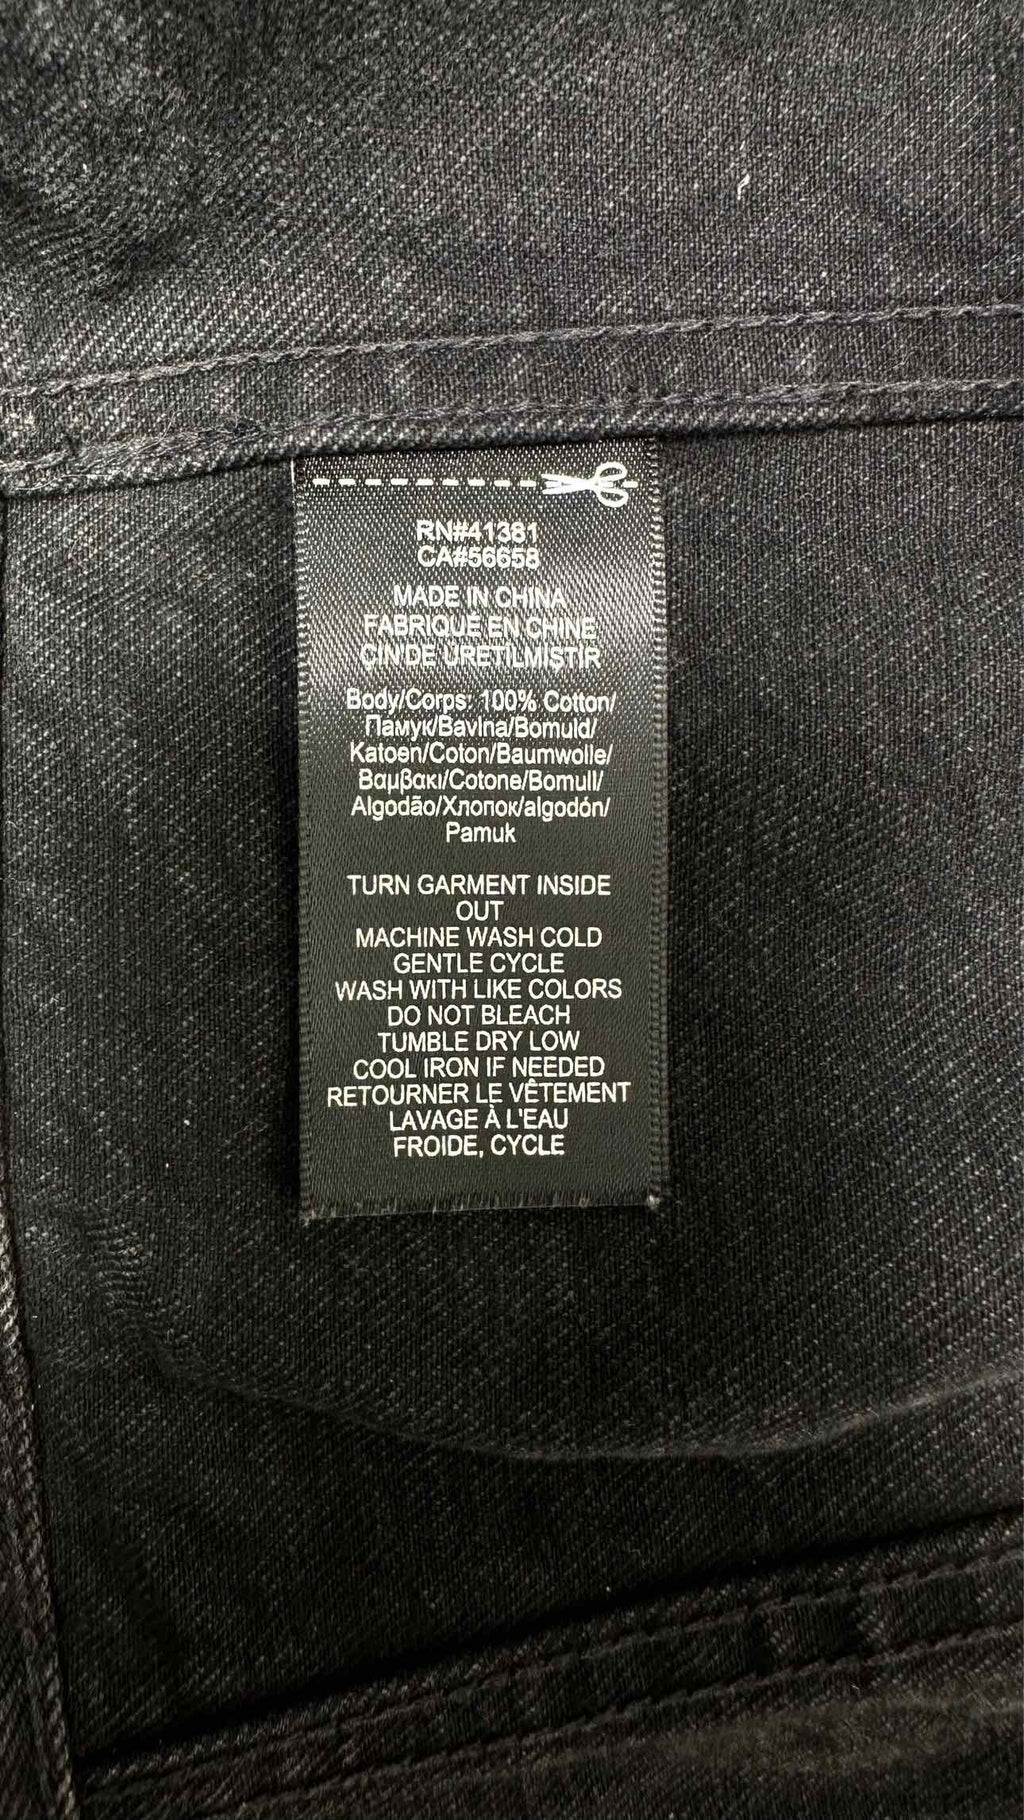 RN#41381
CA#56658
MADE IN CHINA
FABRIQUÉ EN CHINE
ÇİN'DE ÜRETİLMİŞTİR
Body/Corps: 100% Cotton/
Памук/Bavlna/Bomuld/
Katoen/Coton/Baumwolle/
Βαμβακι/Cotone/Bomull/
Algodão/Хлопок/algodón/
Pamuk
TURN GARMENT INSIDE
OUT
MACHINE WASH COLD
GENTLE CYCLE
WASH WITH LIKE COLORS
DO NOT BLEACH
TUMBLE DRY LOW
COOL IRON IF NEEDED
RETOURNER LE VÊTEMENT
LAVAGE À L'EAU
FROIDE, CYCLE